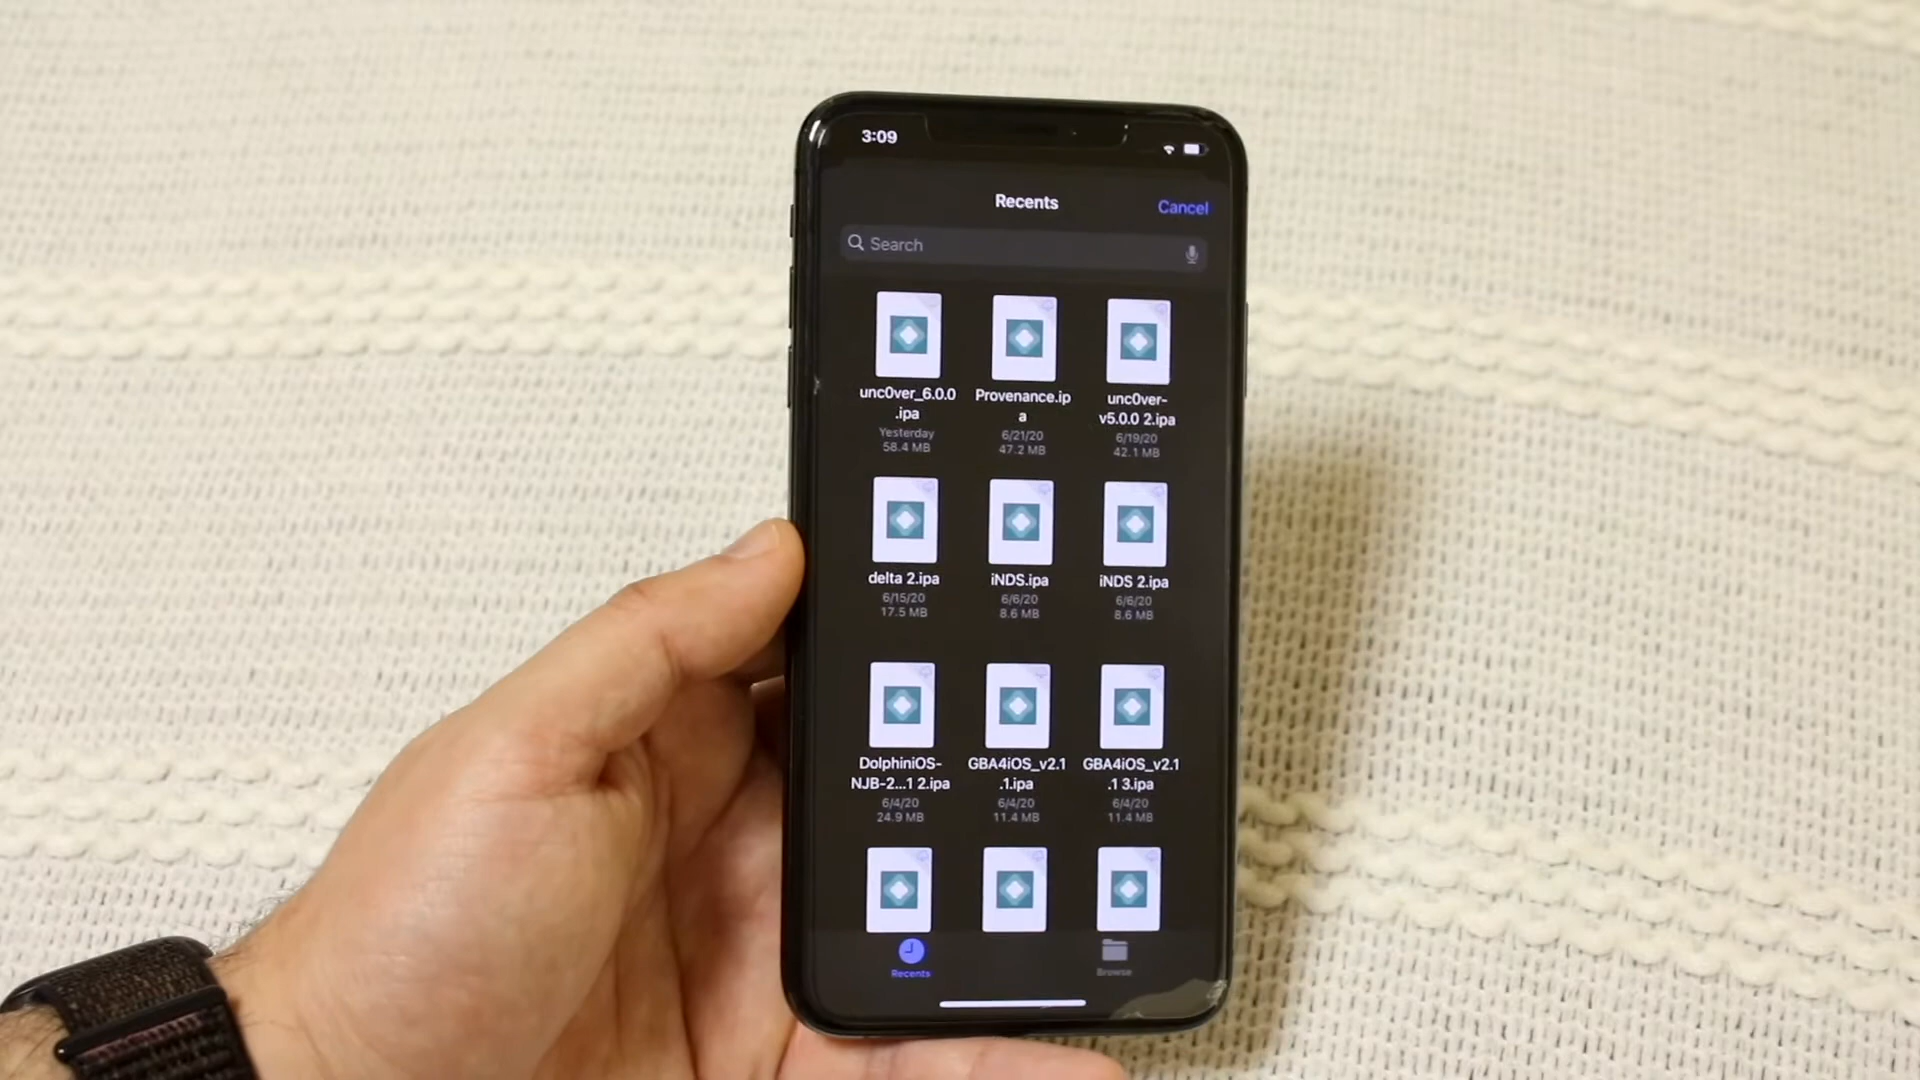 3:09
Recents
Cancel
Search
unc0ver_6.0.0
.ipa
Yesterday
58.4 MB
Provenance.ip
a
6/21/20
47.2 MB
unc0ver-
v5.0.0 2.ipa
6/19/20
42.1 MB
delta 2.ipa
6/15/20
17.5 MB
iNDS.ipa
6/6/20
8.6 MB
iNDS 2.ipa
6/6/20
8.6 MB
DolphiniOS-
NJB-2...1 2.ipa
6/4/20
24.9 MB
GBA4iOS_v2.1
.1.ipa
6/4/20
11.4 MB
GBA4iOS_v2.1
.1 3.ipa
6/4/20
11.4 MB
Recents
Browse